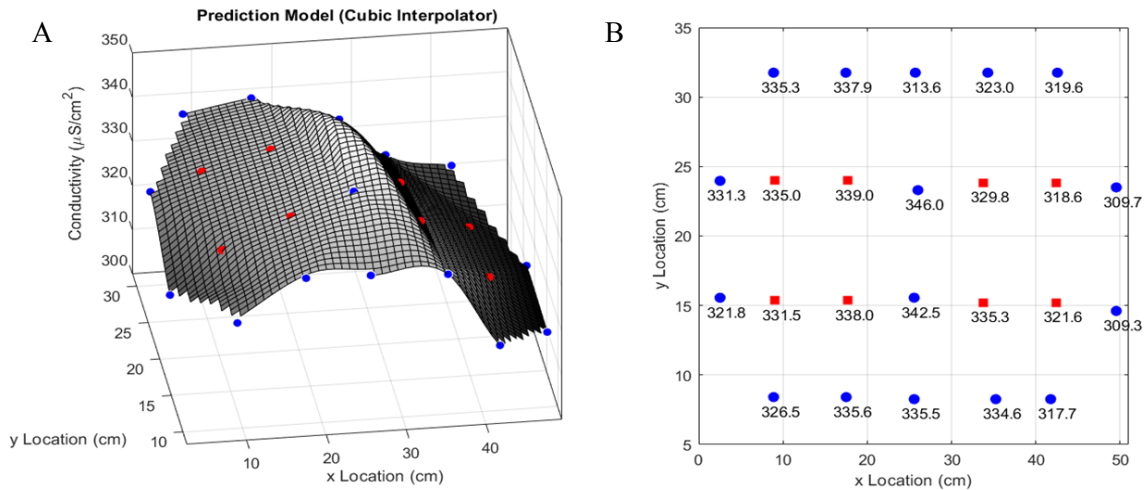 A
Prediction Model (Cubic Interpolator)
350
340
330
320
310
300
Conductivity (µS/cm²)
30
25
20
15
10
y Location (cm)
10
20
30
40
x Location (cm)
B
35
30
25
20
15
10
5
y Location (cm)
335.3 337.9 313.6 323.0 319.6
331.3 335.0 339.0 346.0 329.8 318.6 309.7
321.8 331.5 338.0 342.5 335.3 321.6 309.3
326.5 335.6 335.5 334.6 317.7
0 10 20 30 40 50
x Location (cm)